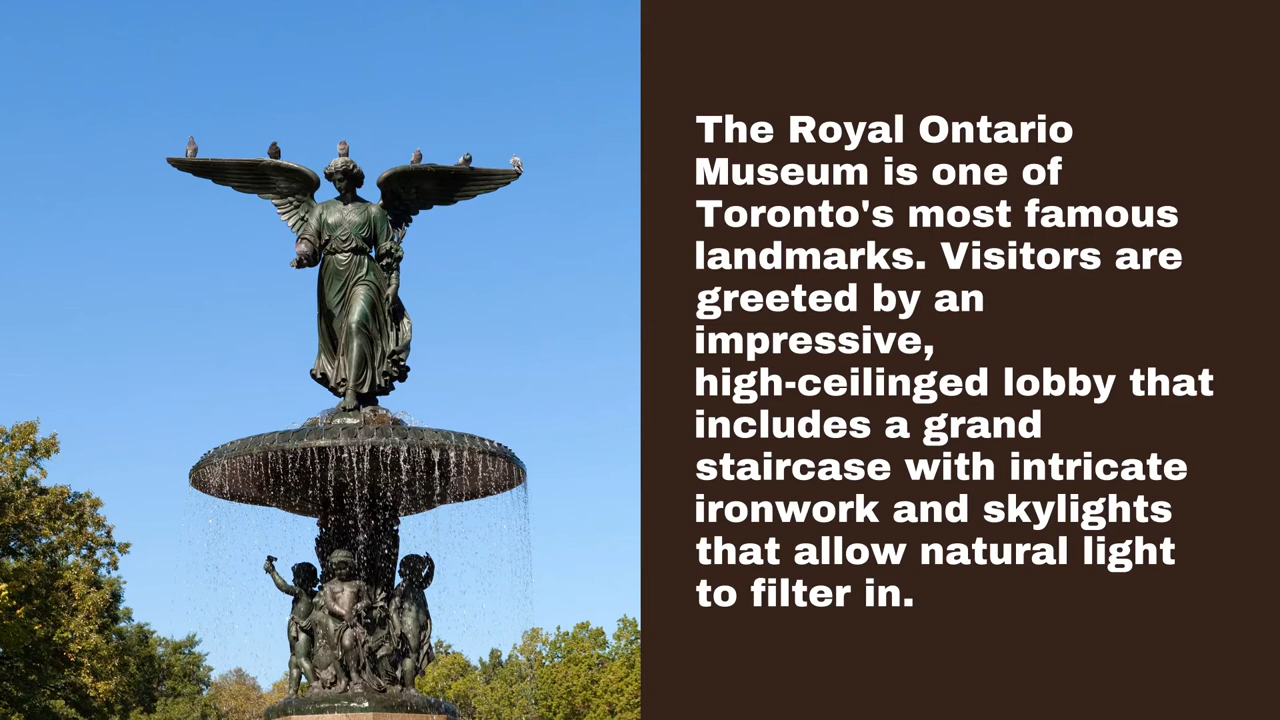 The Royal Ontario
Museum is one of
Toronto's most famous
landmarks. Visitors are
greeted by an
impressive,
high-ceilinged lobby that
includes a grand
staircase with intricate
ironwork and skylights
that allow natural light
to filter in.